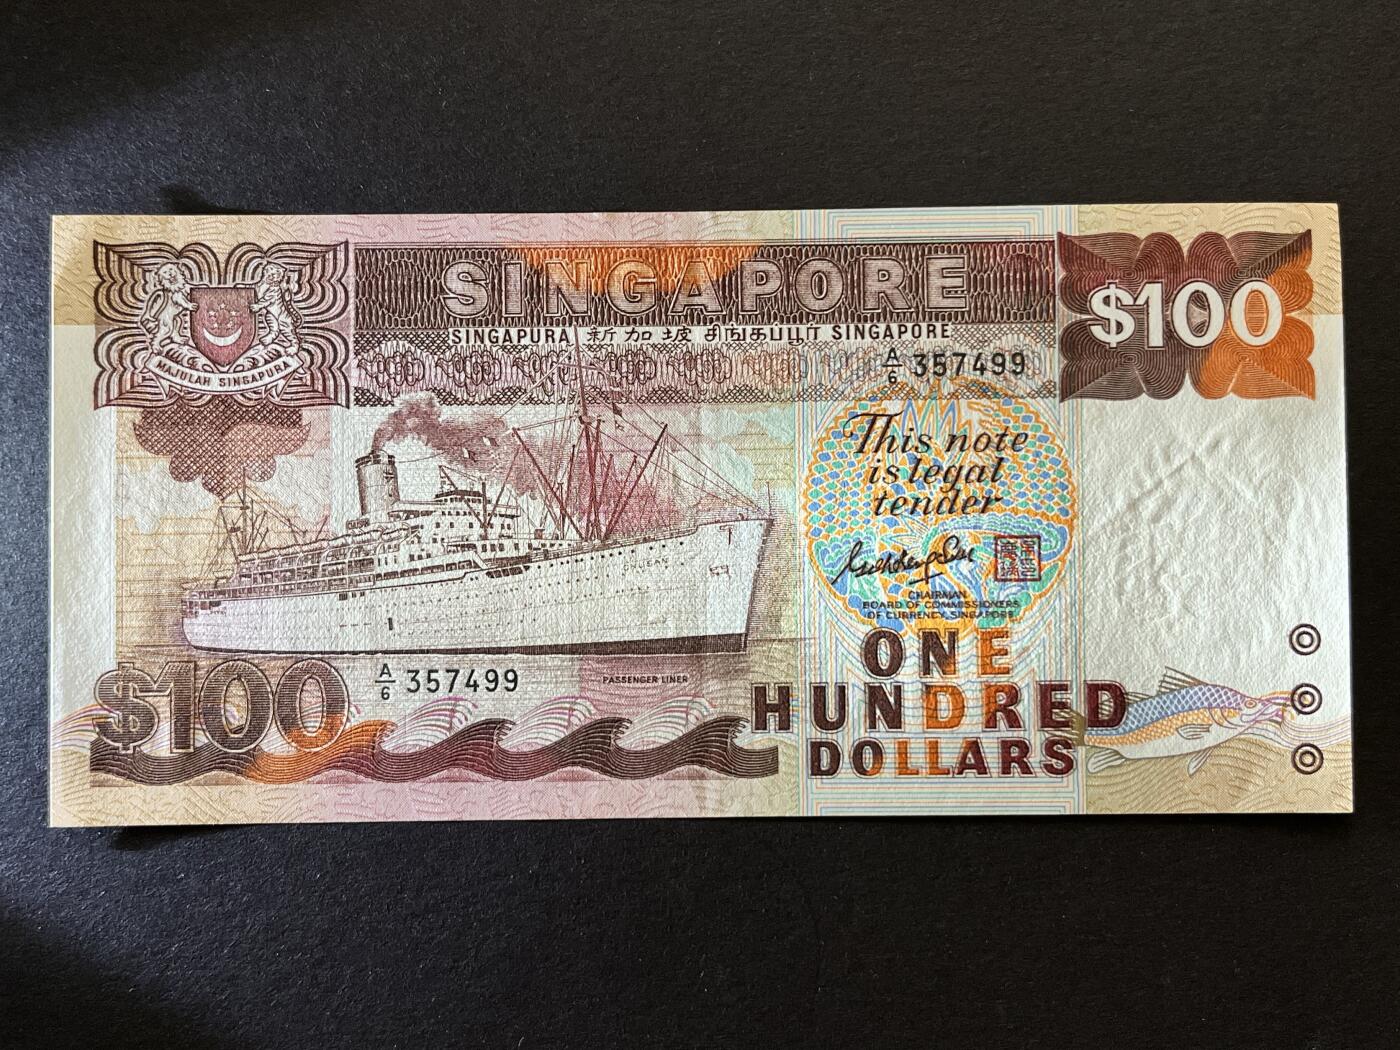 SINGAPORE
$100
SINGAPURA 新加坡 சிங்கப்பூர் SINGAPORE
MAJULAH SINGAPURA
A/6 357499
This note
is legal
tender
CHAIRMAN
BOARD OF COMMISSIONERS
OF CURRENCY, SINGAPORE
ONE
HUNDRED
DOLLARS
$100
A/6 357499
PASSENGER LINER